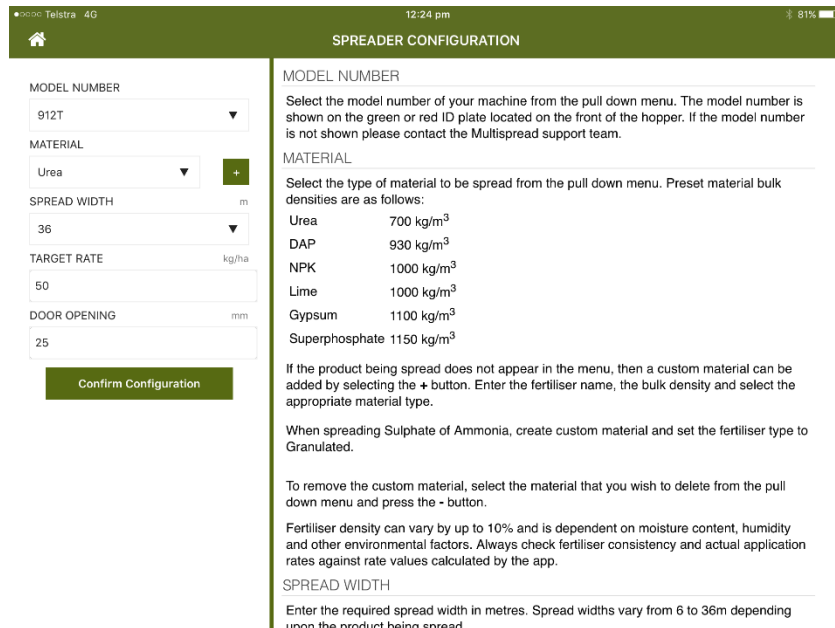 Telstra 4G
12:24 pm
81%
SPREADER CONFIGURATION
MODEL NUMBER
912T
MATERIAL
Urea
+
SPREAD WIDTH m
36
TARGET RATE kg/ha
50
DOOR OPENING mm
25
Confirm Configuration
MODEL NUMBER
Select the model number of your machine from the pull down menu. The model number is
shown on the green or red ID plate located on the front of the hopper. If the model number
is not shown please contact the Multispread support team.
MATERIAL
Select the type of material to be spread from the pull down menu. Preset material bulk
densities are as follows:
Urea 700 kg/m³
DAP 930 kg/m³
NPK 1000 kg/m³
Lime 1000 kg/m³
Gypsum 1100 kg/m³
Superphosphate 1150 kg/m³
If the product being spread does not appear in the menu, then a custom material can be
added by selecting the + button. Enter the fertiliser name, the bulk density and select the
appropriate material type.
When spreading Sulphate of Ammonia, create custom material and set the fertiliser type to
Granulated.
To remove the custom material, select the material that you wish to delete from the pull
down menu and press the - button.
Fertiliser density can vary by up to 10% and is dependent on moisture content, humidity
and other environmental factors. Always check fertiliser consistency and actual application
rates against rate values calculated by the app.
SPREAD WIDTH
Enter the required spread width in metres. Spread widths vary from 6 to 36m depending
upon the product being spread.